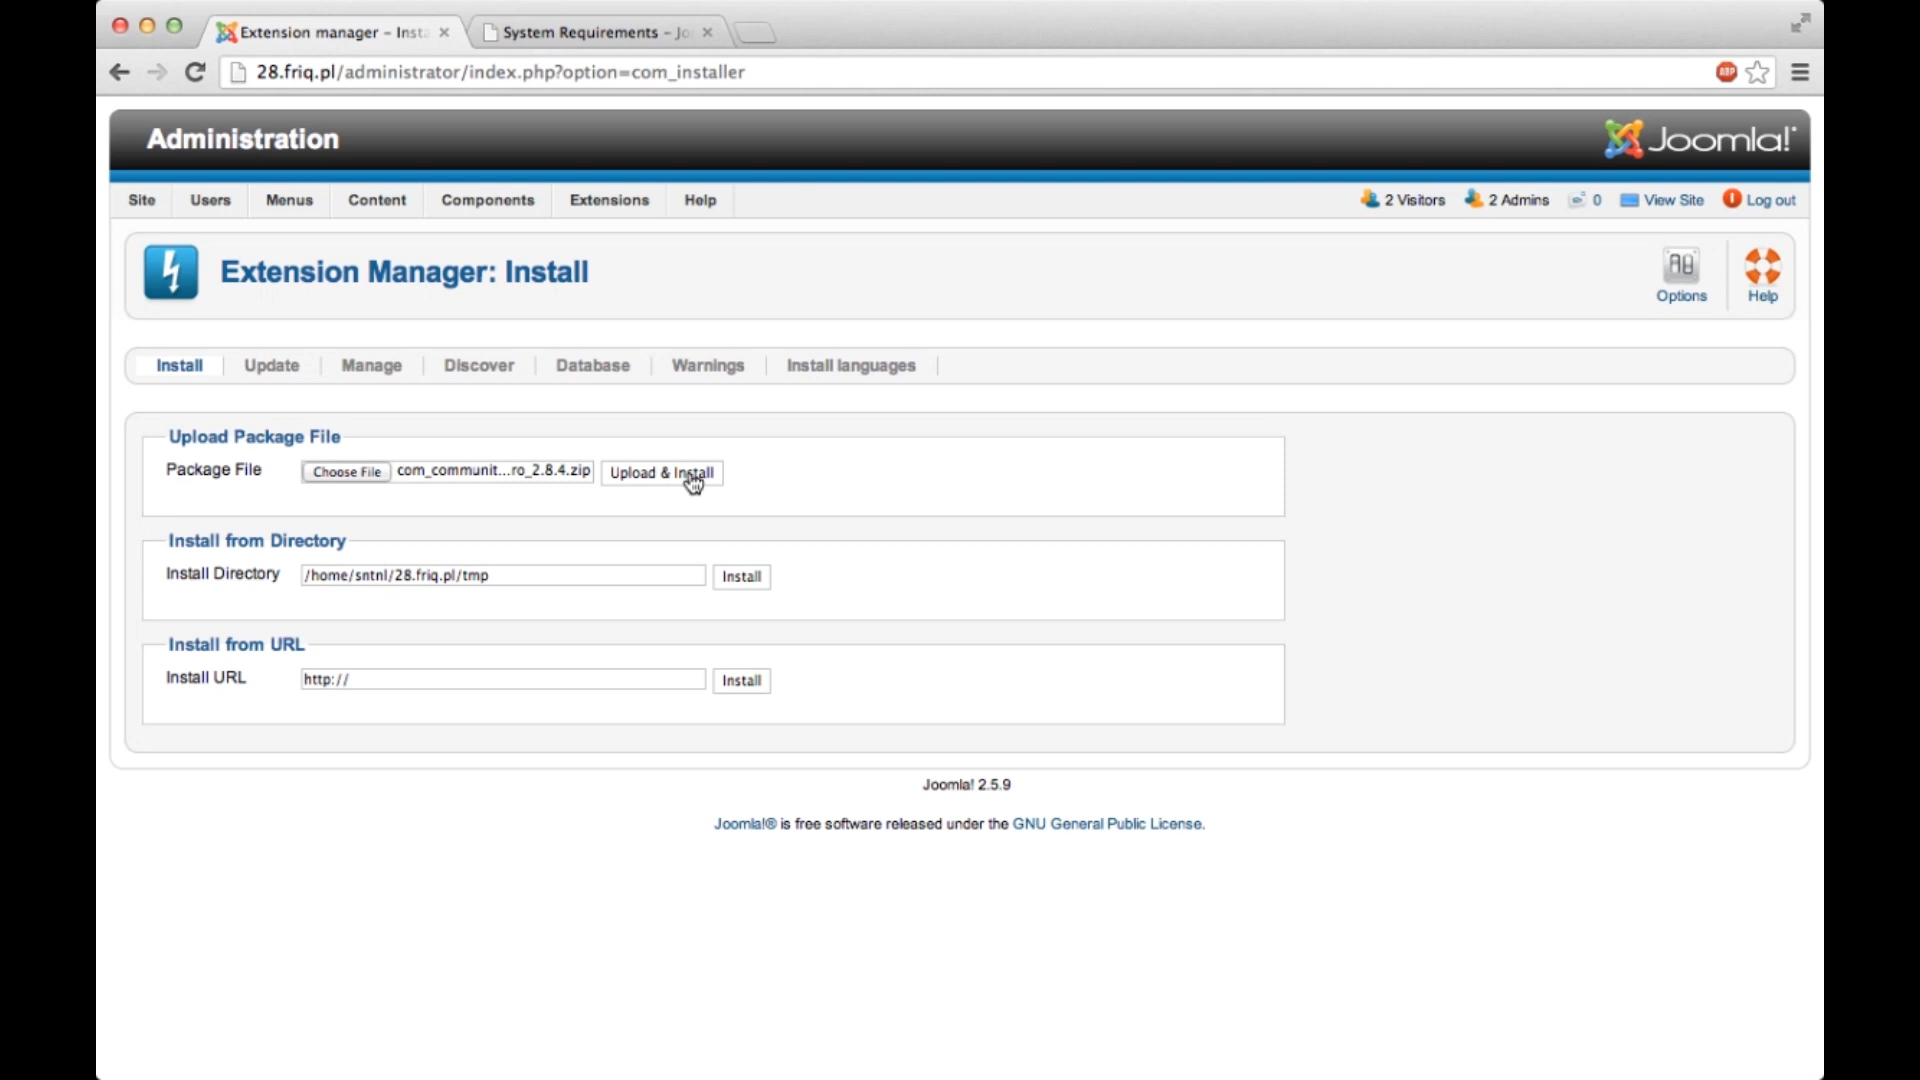 Extension manager - Inst
System Requirements - Jo
28.friq.pl/administrator/index.php?option=com_installer
ABP
Administration
Joomla!
Site Users Menus Content Components Extensions Help
2 Visitors 2 Admins 0 View Site Log out
Extension Manager: Install
Options
Help
Install Update Manage Discover Database Warnings Install languages
Upload Package File
Package File Choose File com_communit...ro_2.8.4.zip Upload & Install
Install from Directory
Install Directory /home/sntnl/28.friq.pl/tmp Install
Install from URL
Install URL http:// Install
Joomla! 2.5.9
Joomla!® is free software released under the GNU General Public License.